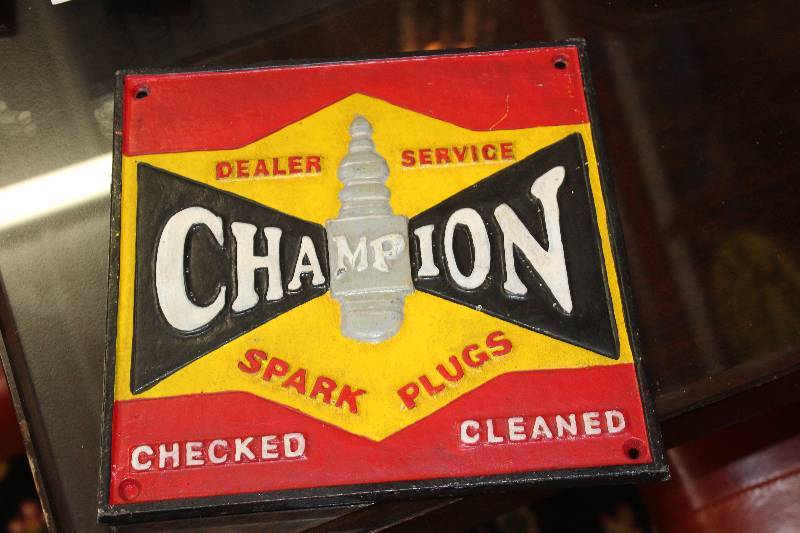 DEALER SERVICE
CHAMPION
SPARK PLUGS
CHECKED CLEANED